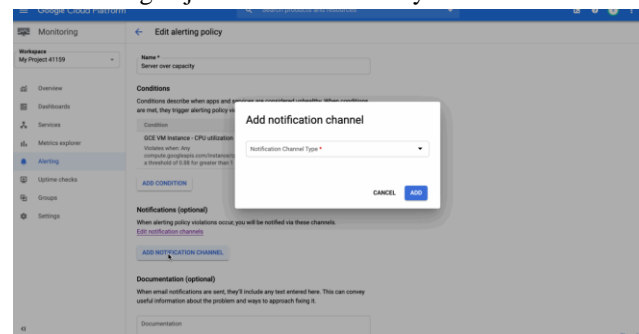 Google Cloud Platform
Search products and resources
Monitoring
Edit alerting policy
Workspace
My Project 41159
Name *
Server over capacity
Overview
Dashboards
Services
Metrics explorer
Alerting
Uptime checks
Groups
Settings
Conditions
Conditions describe when apps and services are considered unhealthy. When conditions
are met, they trigger alerting policy
Condition
GCE VM Instance - CPU utilization
Violates when: Any
compute.googleapis.com/instance/
a threshold of 0.88 for greater than 1
ADD CONDITION
Add notification channel
Notification Channel Type *
CANCEL
ADD
Notifications (optional)
When alerting policy violations occur, you will be notified via these channels.
Edit notification channels
ADD NOTIFICATION CHANNEL
Documentation (optional)
When email notifications are sent, they'll include any text entered here. This can convey
useful information about the problem and ways to approach fixing it.
Documentation